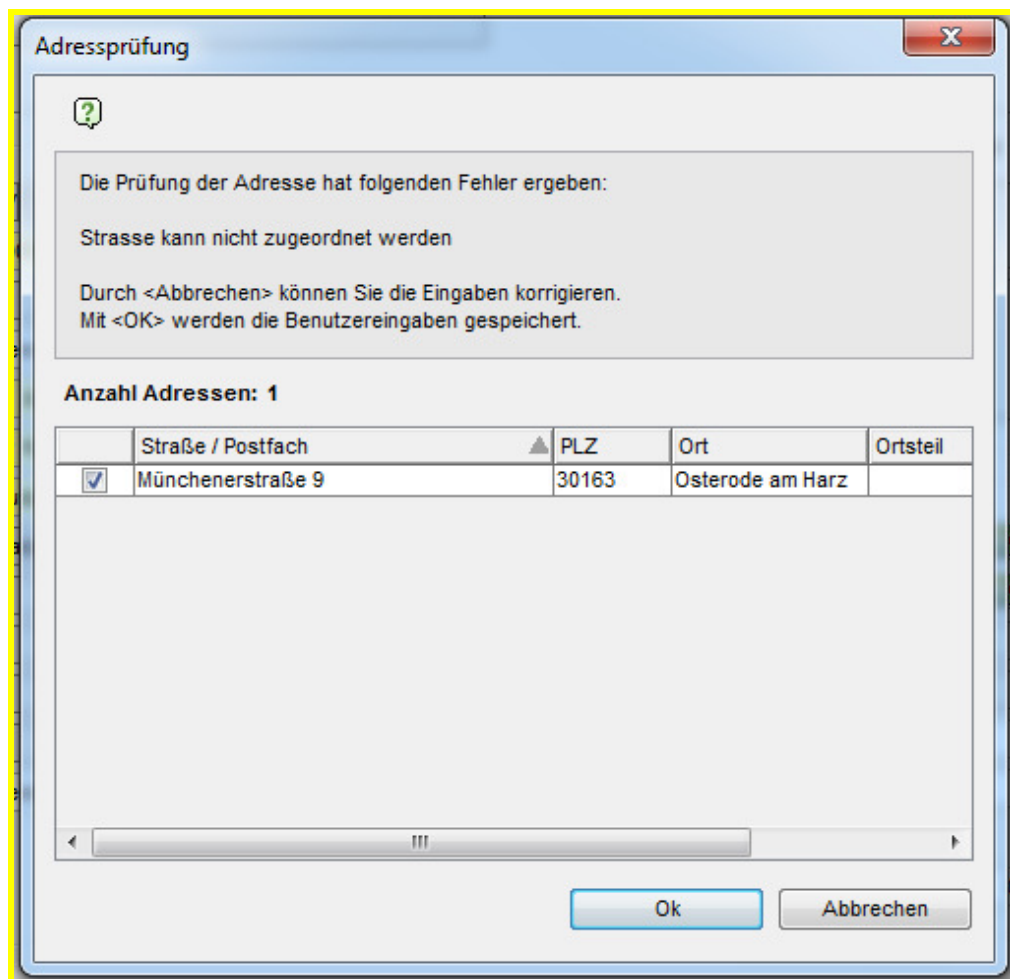 Adressprüfung
Die Prüfung der Adresse hat folgenden Fehler ergeben:
Strasse kann nicht zugeordnet werden
Durch <Abbrechen> können Sie die Eingaben korrigieren.
Mit <OK> werden die Benutzereingaben gespeichert.
Anzahl Adressen: 1
Straße / Postfach PLZ Ort Ortsteil
Münchenerstraße 9 30163 Osterode am Harz
Ok Abbrechen